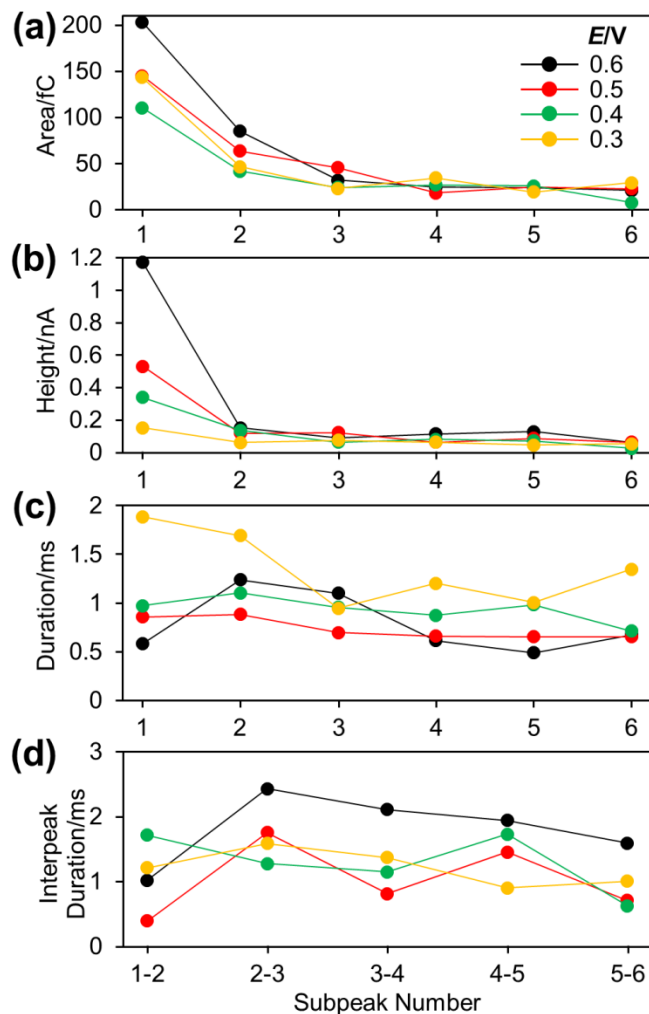 (a)
Area/fC
200
150
100
50
0
1 2 3 4 5 6
E/V
0.6
0.5
0.4
0.3
(b)
Height/nA
1.2
1
0.8
0.6
0.4
0.2
0
1 2 3 4 5 6
(c)
Duration/ms
2
1.5
1
0.5
0
1 2 3 4 5 6
(d)
Interpeak
Duration/ms
3
2
1
0
1-2 2-3 3-4 4-5 5-6
Subpeak Number